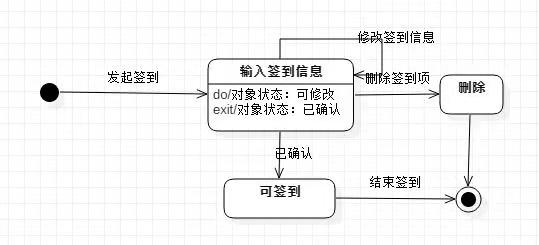 修改签到信息
发起签到
输入签到信息
do/对象状态：可修改
exit/对象状态：已确认
删除签到项
删除
已确认
可签到
结束签到